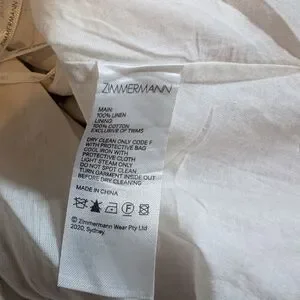 ZIMMERMANN
MAIN:
100% LINEN
LINING
100% COTTON
EXCLUSIVE OF TRIMS
DRY CLEAN ONLY CODE F
WITH PROTECTIVE BAG
COOL IRON WITH
PROTECTIVE CLOTH
LIGHT STEAM ONLY
DO NOT SPOT CLEAN
TURN GARMENT INSIDE OUT
BEFORE DRY CLEANING
MADE IN CHINA
F
© Zimmermann Wear Pty Ltd
2020, Sydney.